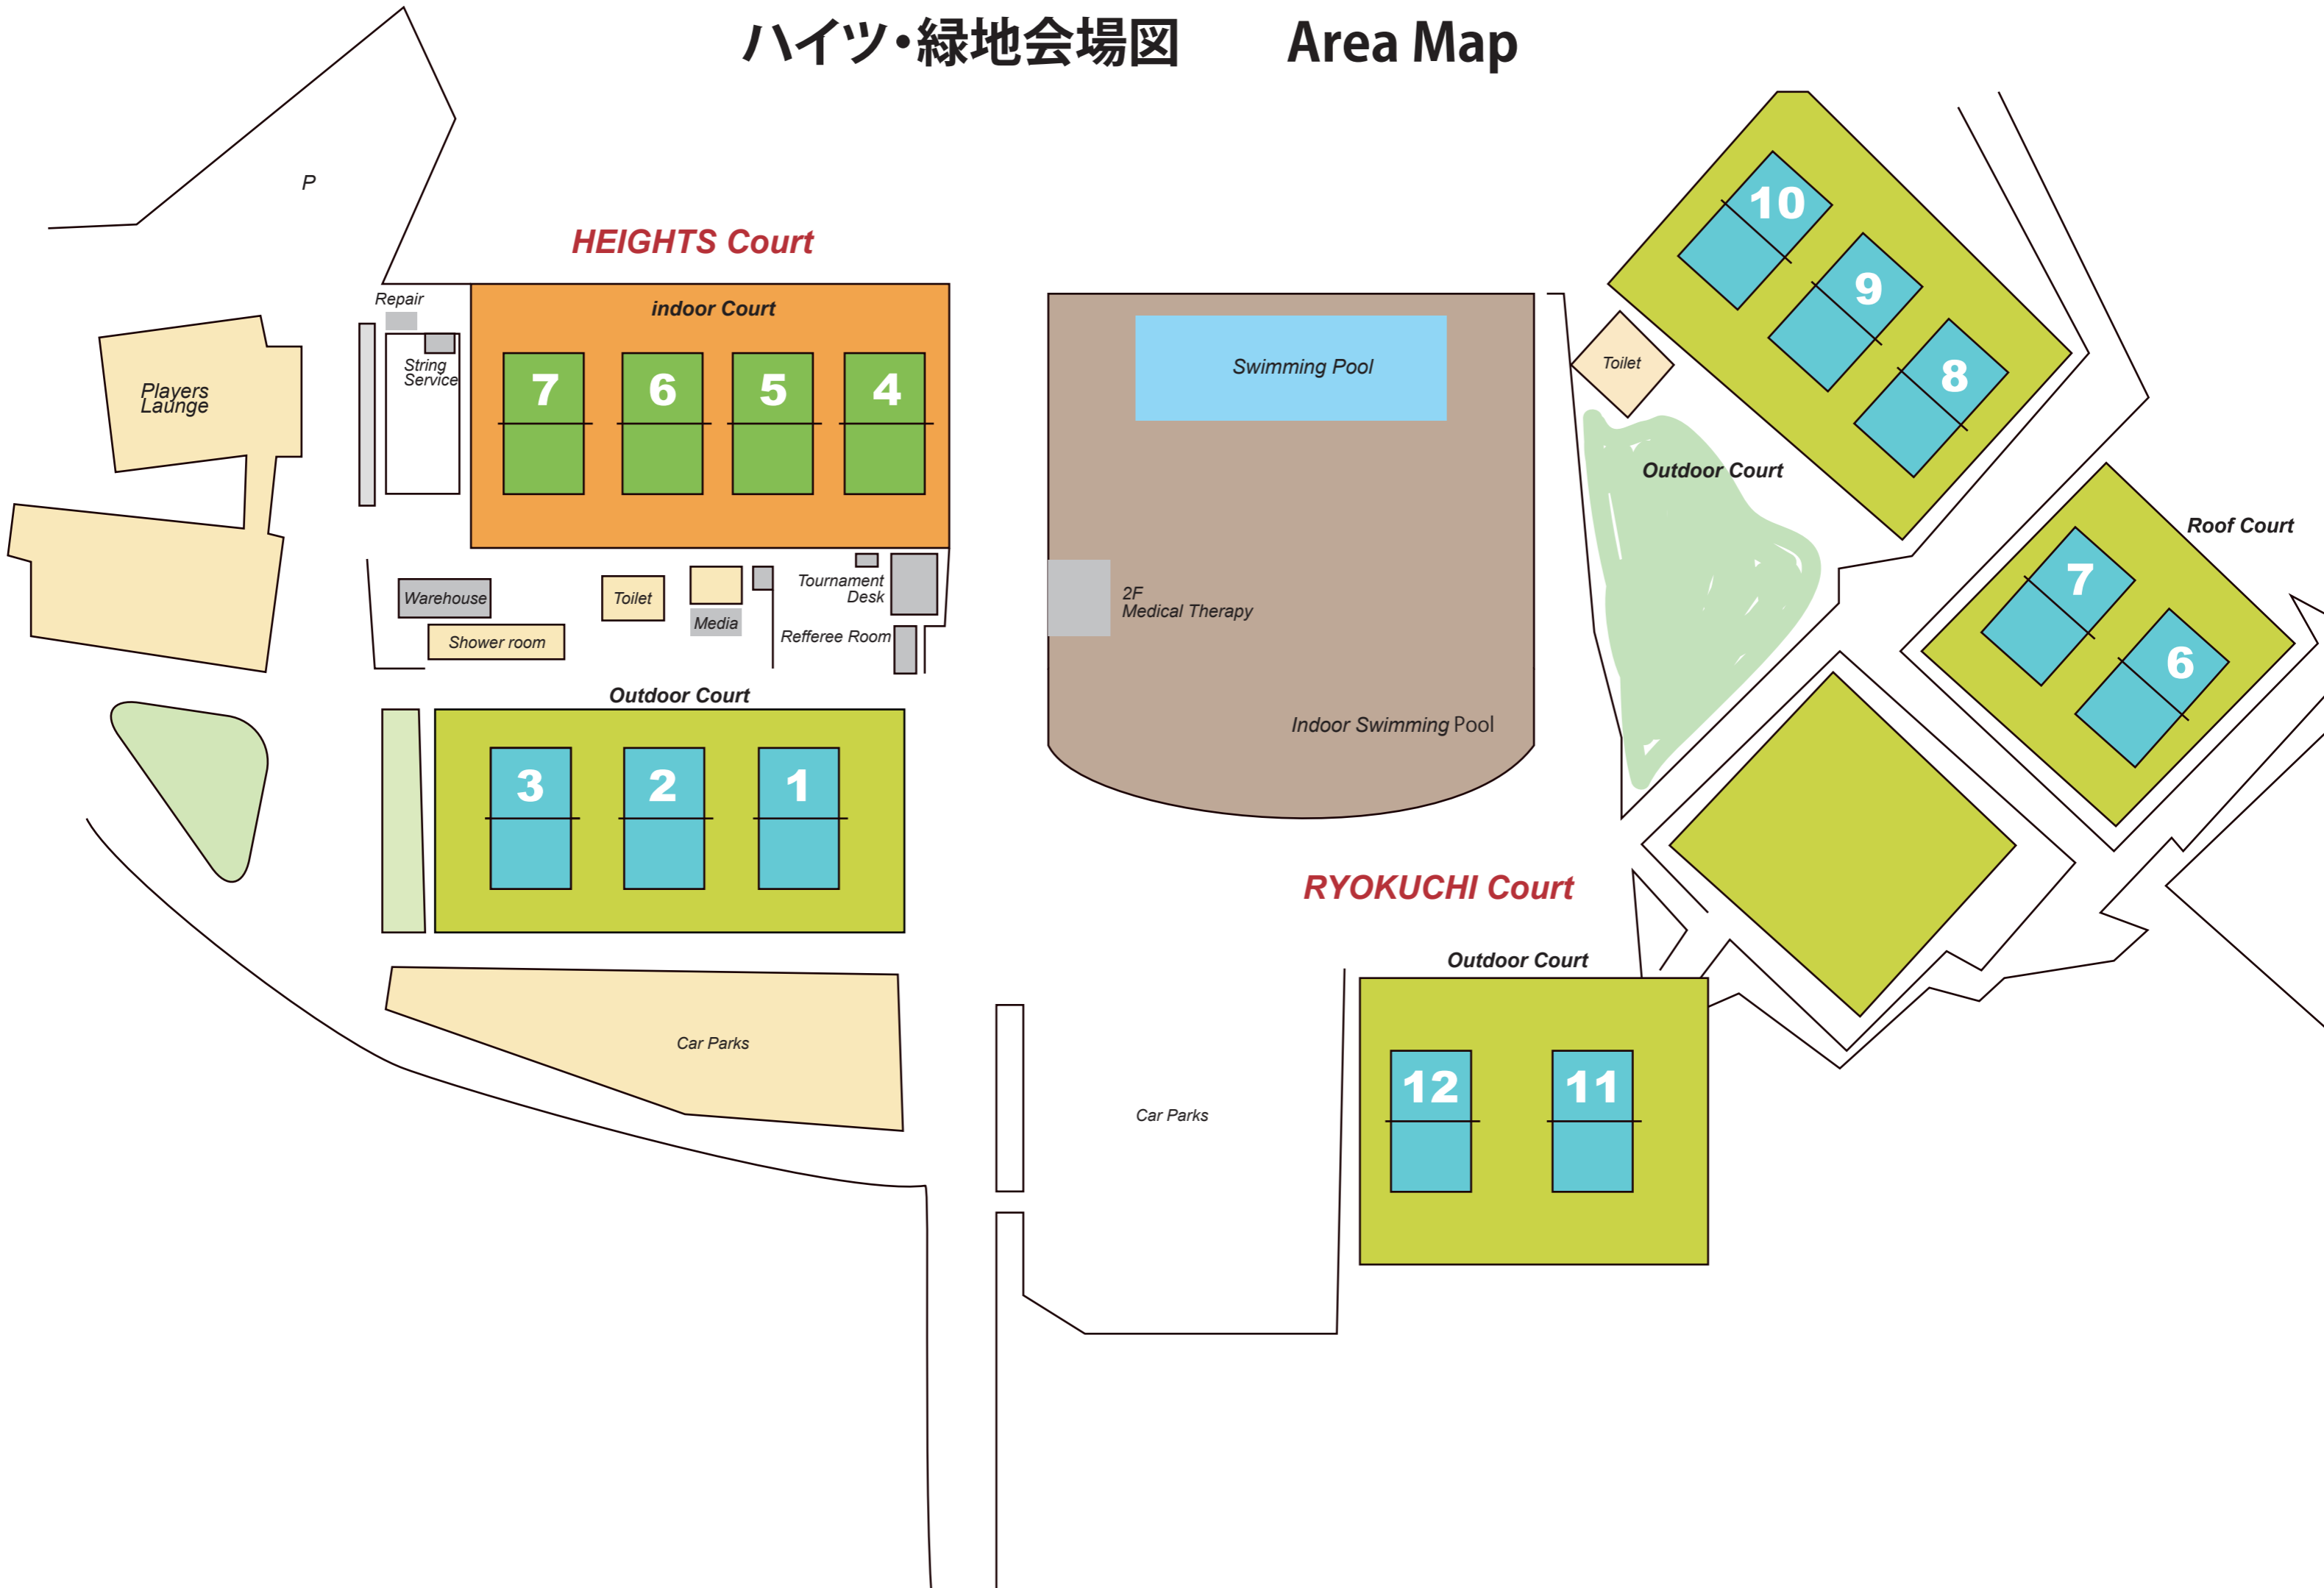 ハイツ・緑地会場図 Area Map
P
HEIGHTS Court
indoor Court
Repair
String
Service
Players
Launge
7 6 5 4
Warehouse
Shower room
Toilet
Media
Tournament
Desk
Refferee Room
Outdoor Court
3 2 1
Car Parks
Swimming Pool
2F
Medical Therapy
Indoor Swimming Pool
10
9
8
Toilet
Outdoor Court
Roof Court
7
6
RYOKUCHI Court
Outdoor Court
12 11
Car Parks